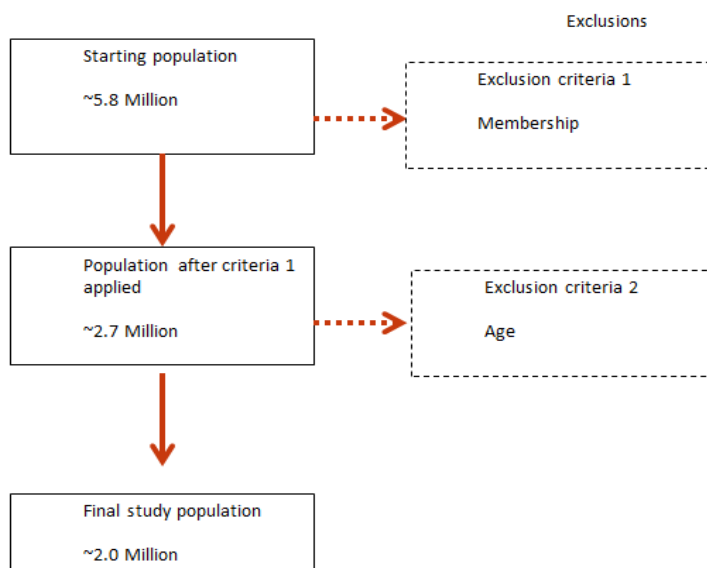 Exclusions
Starting population
~5.8 Million
Exclusion criteria 1
Membership
Population after criteria 1
applied
~2.7 Million
Exclusion criteria 2
Age
Final study population
~2.0 Million